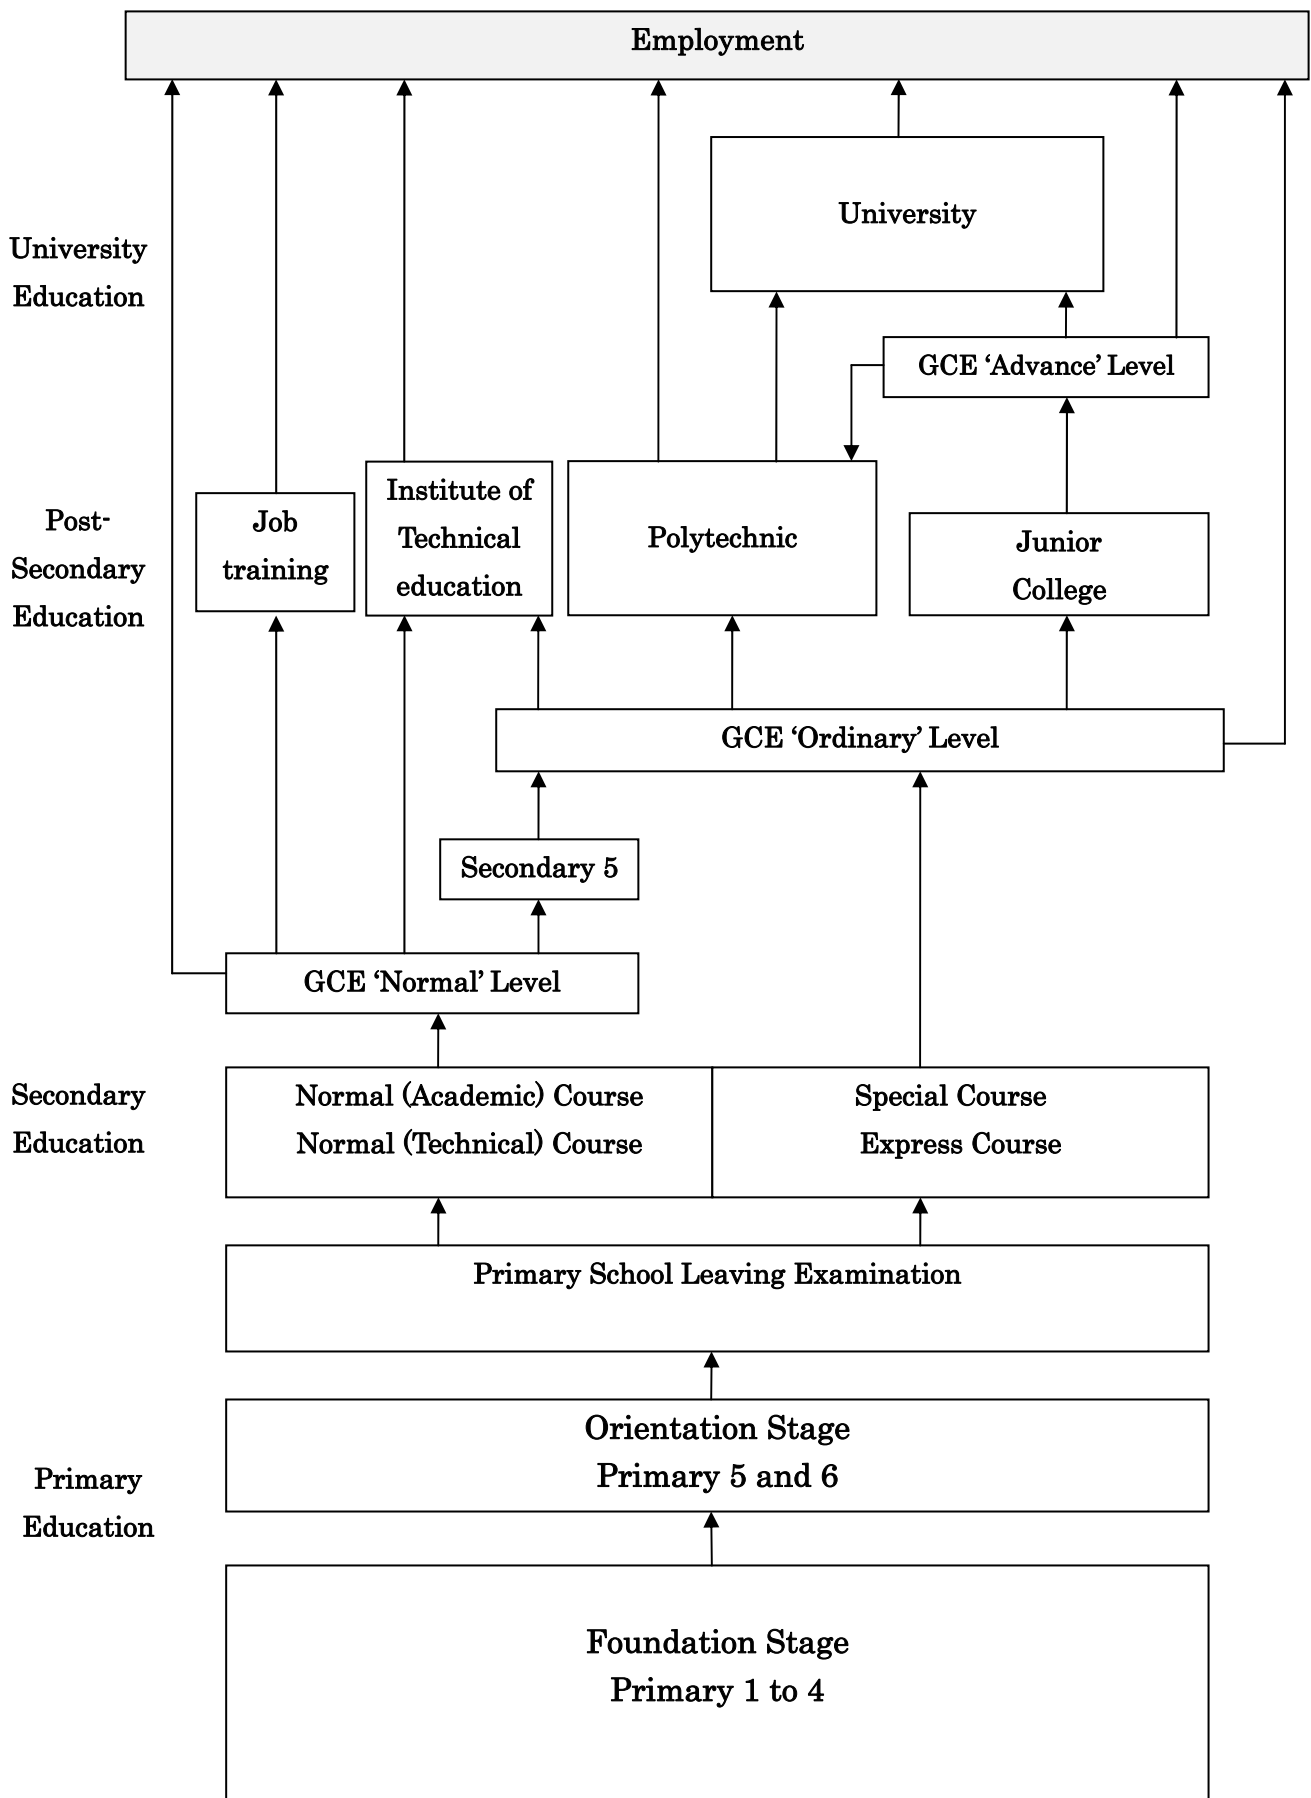 Employment
University
University
Education
GCE ‘Advance’ Level
Institute of
Technical
education
Job
training
Polytechnic
Junior
College
Post-
Secondary
Education
GCE ‘Ordinary’ Level
Secondary 5
GCE ‘Normal’ Level
Secondary
Education
Normal (Academic) Course
Normal (Technical) Course
Special Course
Express Course
Primary School Leaving Examination
Orientation Stage
Primary 5 and 6
Primary
Education
Foundation Stage
Primary 1 to 4